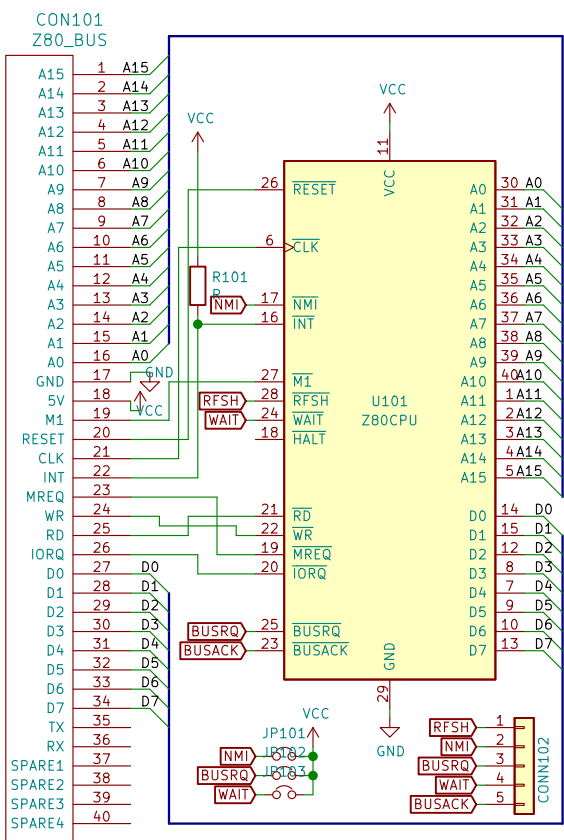 CON101
Z80_BUS
A15 1 A15
A14 2 A14
A13 3 A13
A12 4 A12
A11 5 A11
A10 6 A10
A9 7 A9
A8 8 A8
A7 9 A7
A6 10 A6
A5 11 A5
A4 12 A4
A3 13 A3
A2 14 A2
A1 15 A1
A0 16 A0
GND 17 GND
5V 18 VCC
M1 19
RESET 20
CLK 21
INT 22
MREQ 23
WR 24
RD 25
IORQ 26
D0 27 D0
D1 28 D1
D2 29 D2
D3 30 D3
D4 31 D4
D5 32 D5
D6 33 D6
D7 34 D7
TX 35
RX 36
SPARE1 37
SPARE2 38
SPARE3 39
SPARE4 40
VCC
R101
R
VCC
11
VCC
26 RESET
6 CLK
NMI 17 NMI
16 INT
27 M1
RFSH 28 RFSH
WAIT 24 WAIT
18 HALT
21 RD
22 WR
19 MREQ
20 IORQ
BUSRQ 25 BUSRQ
BUSACK 23 BUSACK
U101
Z80CPU
GND
29
GND
A0 30 A0
A1 31 A1
A2 32 A2
A3 33 A3
A4 34 A4
A5 35 A5
A6 36 A6
A7 37 A7
A8 38 A8
A9 39 A9
A10 40 A10
A11 1 A11
A12 2 A12
A13 3 A13
A14 4 A14
A15 5 A15
D0 14 D0
D1 15 D1
D2 12 D2
D3 8 D3
D4 7 D4
D5 9 D5
D6 10 D6
D7 13 D7
VCC
JP101
NMI JP102
BUSRQ JP103
WAIT
RFSH 1
NMI 2
BUSRQ 3
WAIT 4
BUSACK 5
CONN102